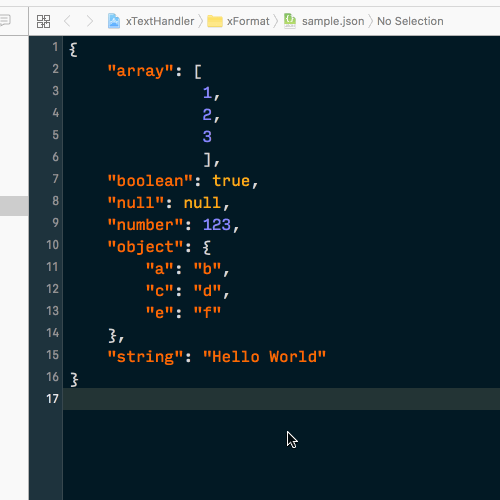 xTextHandler xFormat sample.json No Selection
1 {
2 "array": [
3 1,
4 2,
5 3
6 ],
7 "boolean": true,
8 "null": null,
9 "number": 123,
10 "object": {
11 "a": "b",
12 "c": "d",
13 "e": "f"
14 },
15 "string": "Hello World"
16 }
17